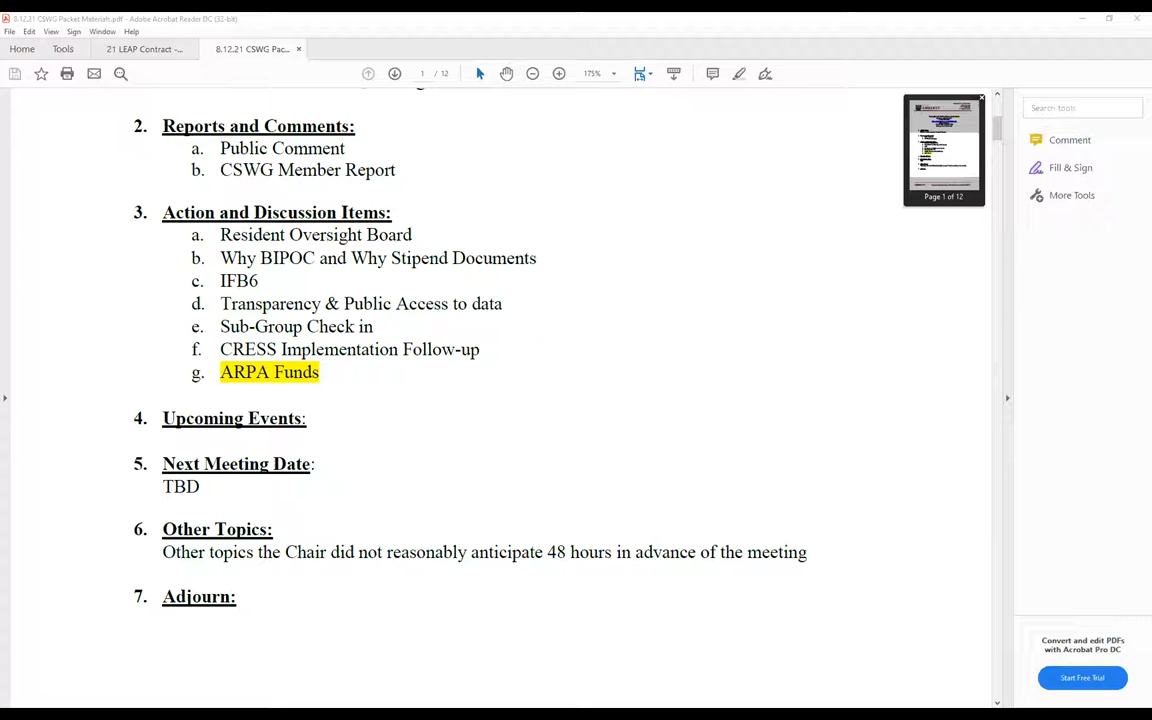 8.12.21 CSWG Packet Materials.pdf - Adobe Acrobat Reader DC (32-bit)
File Edit View Sign Window Help
Home Tools 21 LEAP Contract -... 8.12.21 CSWG Pac... ×
1 / 12 175%
2. Reports and Comments:
a. Public Comment
b. CSWG Member Report
3. Action and Discussion Items:
a. Resident Oversight Board
b. Why BIPOC and Why Stipend Documents
c. IFB6
d. Transparency & Public Access to data
e. Sub-Group Check in
f. CRESS Implementation Follow-up
g. ARPA Funds
4. Upcoming Events:
5. Next Meeting Date:
TBD
6. Other Topics:
Other topics the Chair did not reasonably anticipate 48 hours in advance of the meeting
7. Adjourn:
Page 1 of 12
Search tools
Comment
Fill & Sign
More Tools
Convert and edit PDFs
with Acrobat Pro DC
Start Free Trial